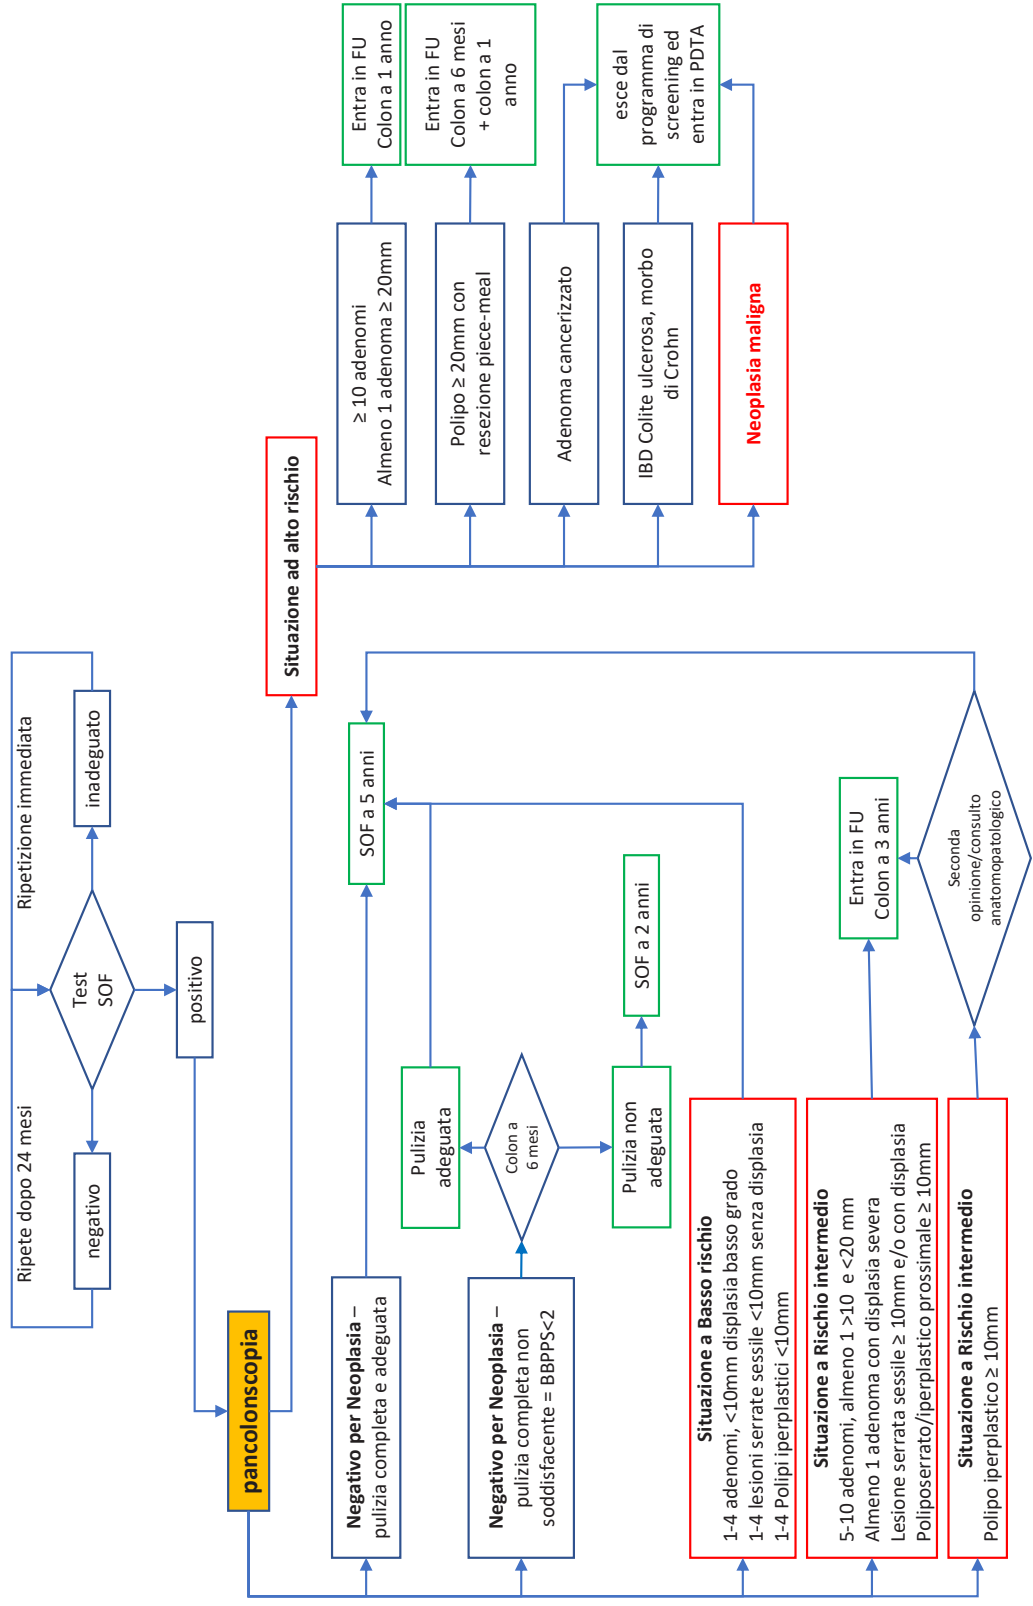 Ripete dopo 24 mesi
Ripetizione immediata
negativo
Test
SOF
inadeguato
positivo
pancolonscopia
Situazione ad alto rischio
Negativo per Neoplasia –
pulizia completa e adeguata
SOF a 5 anni
Negativo per Neoplasia –
pulizia completa non
soddisfacente = BBPPS<2
Colon a
6 mesi
Pulizia
adeguata
Pulizia non
adeguata
SOF a 2 anni
Situazione a Basso rischio
1-4 adenomi, <10mm displasia basso grado
1-4 lesioni serrate sessile <10mm senza displasia
1-4 Polipi iperplastici <10mm
Situazione a Rischio intermedio
5-10 adenomi, almeno 1 >10 e <20 mm
Almeno 1 adenoma con displasia severa
Lesione serrata sessile ≥ 10mm e/o con displasia
Poliposerrato/iperplastico prossimale ≥ 10mm
Entra in FU
Colon a 3 anni
Situazione a Rischio intermedio
Polipo iperplastico ≥ 10mm
Seconda
opinione/consulto
anatomopatologico
≥ 10 adenomi
Almeno 1 adenoma ≥ 20mm
Entra in FU
Colon a 1 anno
Polipo ≥ 20mm con
resezione piece-meal
Entra in FU
Colon a 6 mesi
+ colon a 1
anno
Adenoma cancerizzato
IBD Colite ulcerosa, morbo
di Crohn
Neoplasia maligna
esce dal
programma di
screening ed
entra in PDTA